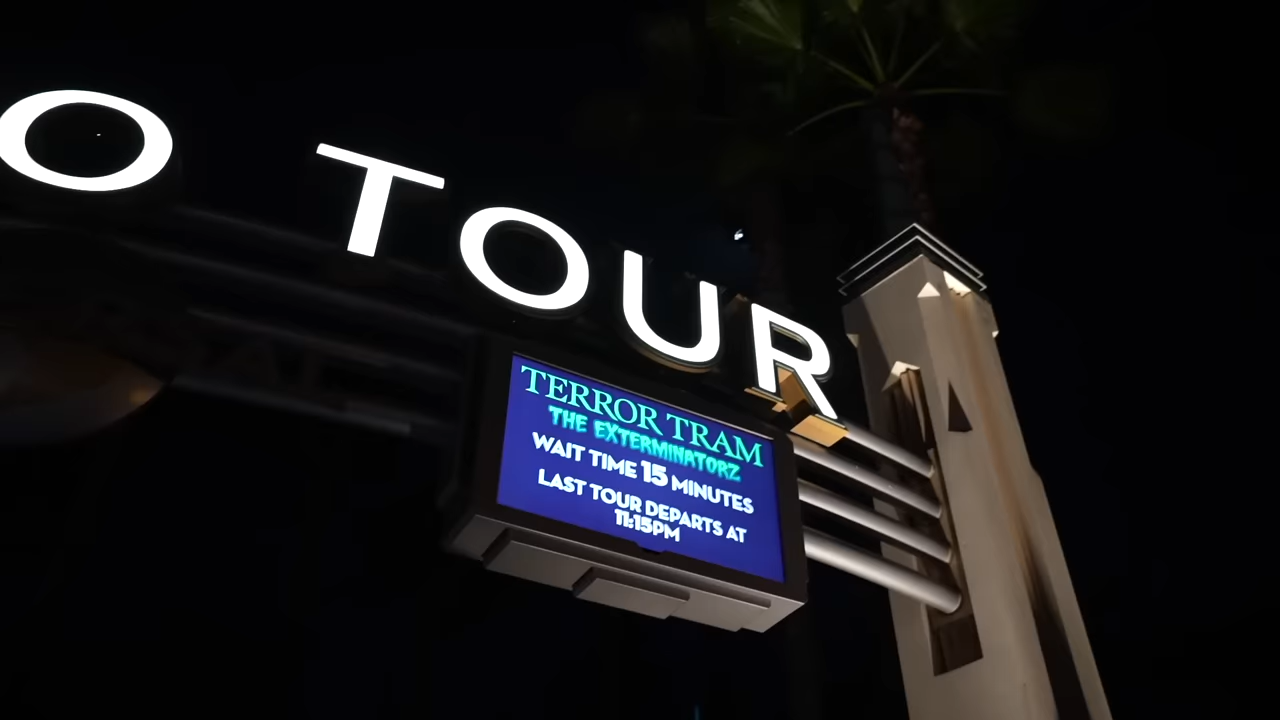 O TOUR
TERROR TRAM
THE EXTERMINATORZ
WAIT TIME 15 MINUTES
LAST TOUR DEPARTS AT
11:15PM